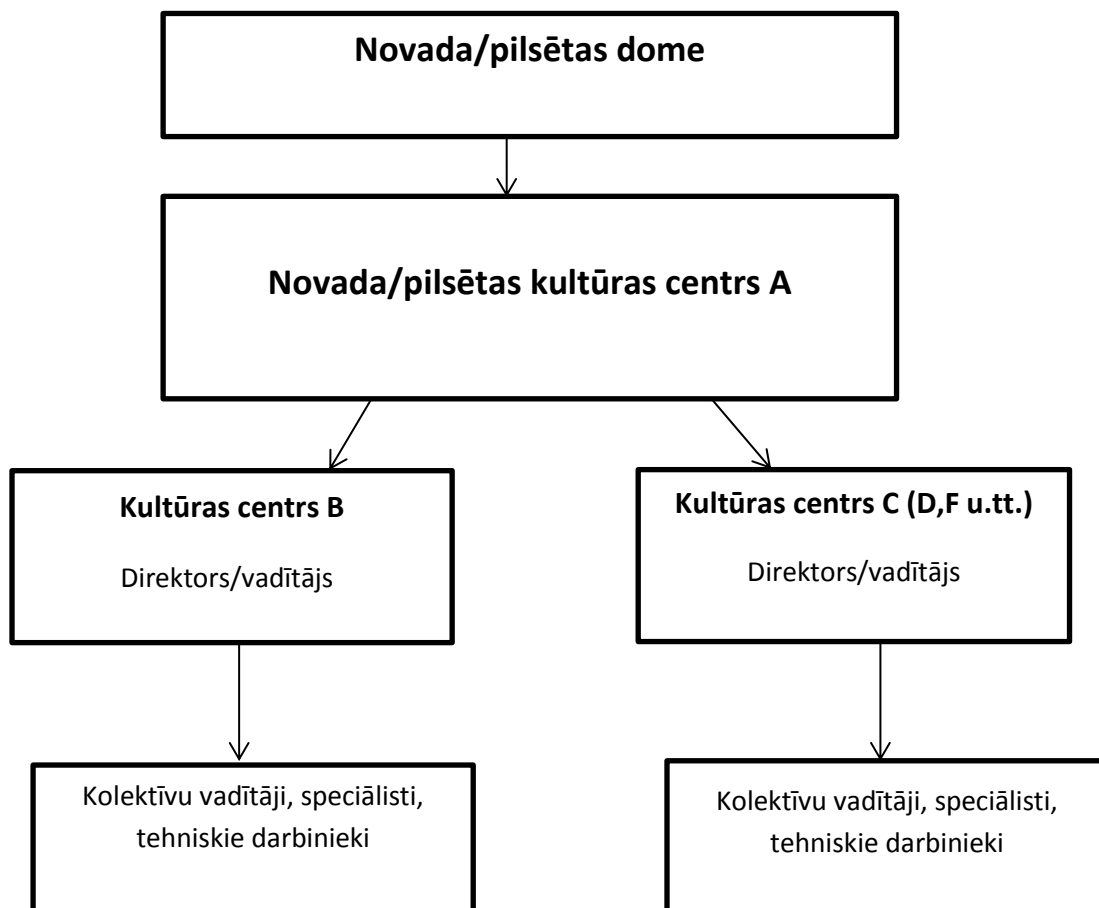 Novada/pilsētas dome
Novada/pilsētas kultūras centrs A
Kultūras centrs B
Direktors/vadītājs
Kultūras centrs C (D,F u.tt.)
Direktors/vadītājs
Kolektīvu vadītāji, speciālisti,
tehniskie darbinieki
Kolektīvu vadītāji, speciālisti,
tehniskie darbinieki